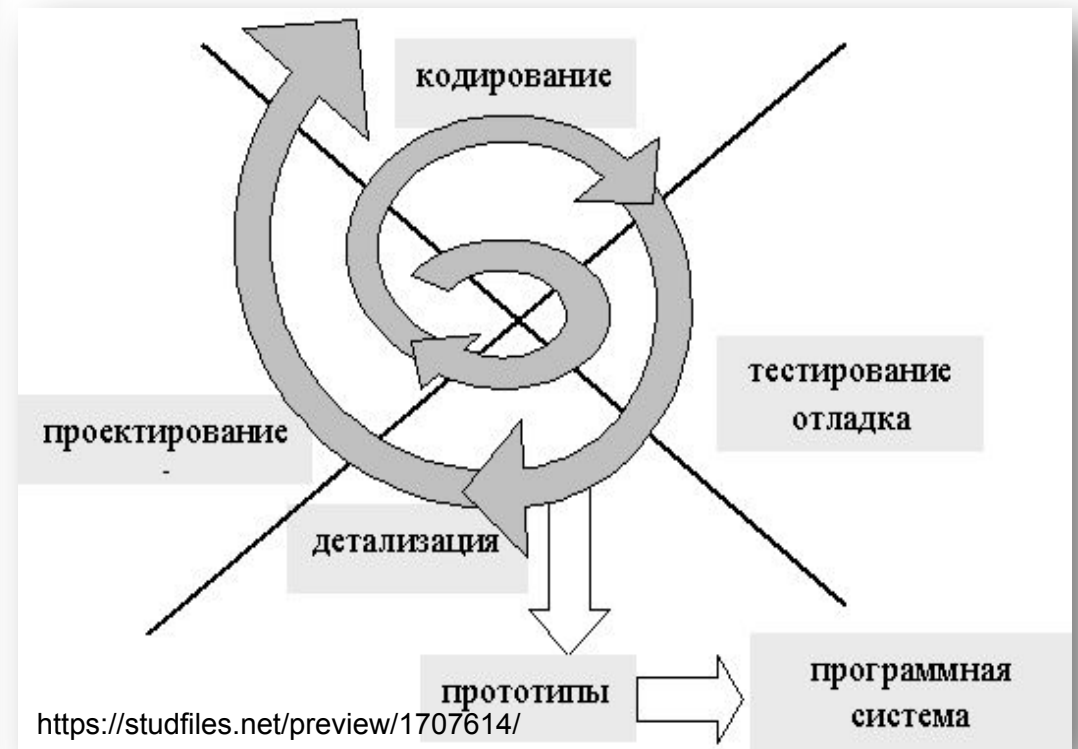 кодирование
тестирование
отладка
проектирование
-
детализация
прототипы
программная
система
https://studfiles.net/preview/1707614/